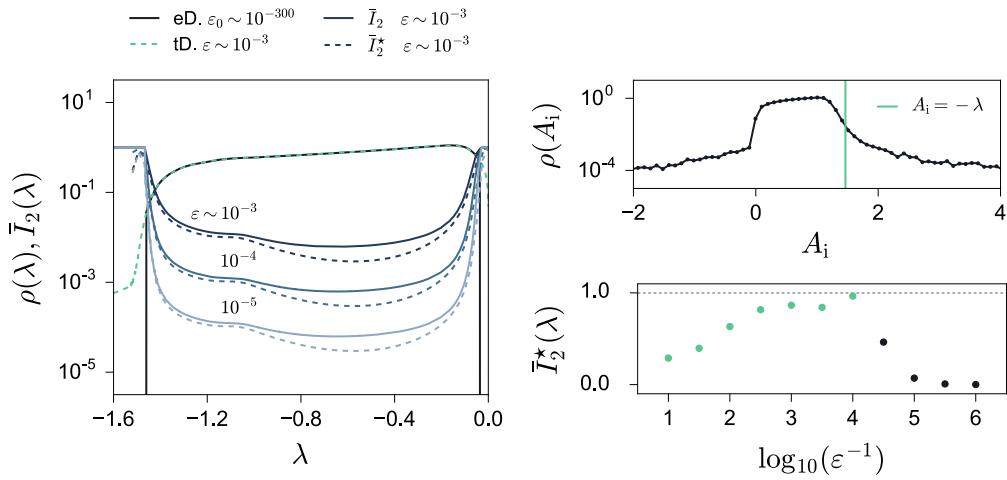 eD. ε₀ ∼ 10⁻³⁰⁰
Ī₂ ε ∼ 10⁻³
tD. ε ∼ 10⁻³
Ī₂⋆ ε ∼ 10⁻³
ρ(λ), Ī₂(λ)
10¹
10⁻¹
10⁻³
10⁻⁵
ε ∼ 10⁻³
10⁻⁴
10⁻⁵
−1.6 −1.2 −0.8 −0.4 0.0
λ
ρ(Aᵢ)
10⁰
10⁻⁴
Aᵢ = −λ
−2 0 2 4
Aᵢ
Ī₂⋆(λ)
1.0
0.0
1 2 3 4 5 6
log₁₀(ε⁻¹)